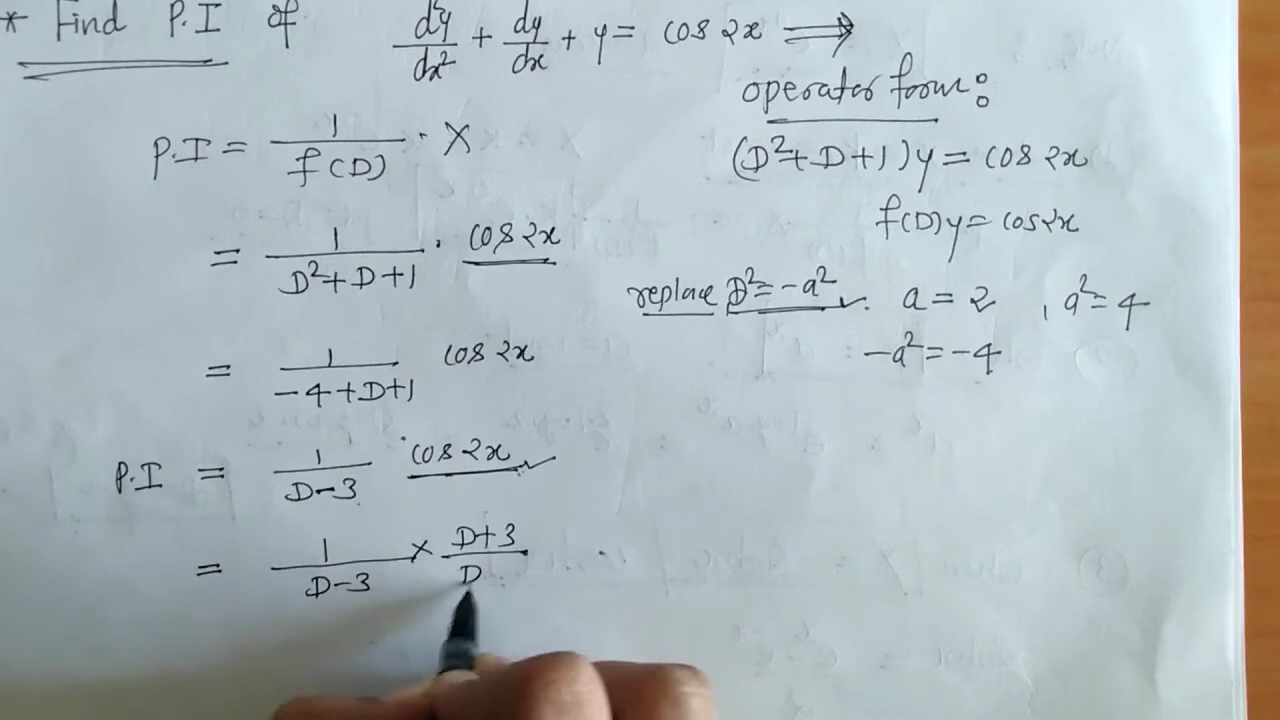 * Find P.I of d²y/dx² + dy/dx + y = cos 2x ⟹
operator form:
P.I = 1/f(D) · X
(D²+D+1)y = cos 2x
f(D)y = cos2x
= 1/D²+D+1 · cos 2x
replace D² = -a² ✓. a = 2 , a² = 4
-a² = -4
= 1/-4+D+1 cos 2x
P.I = 1/D-3 cos 2x
= 1/D-3 × D+3/D